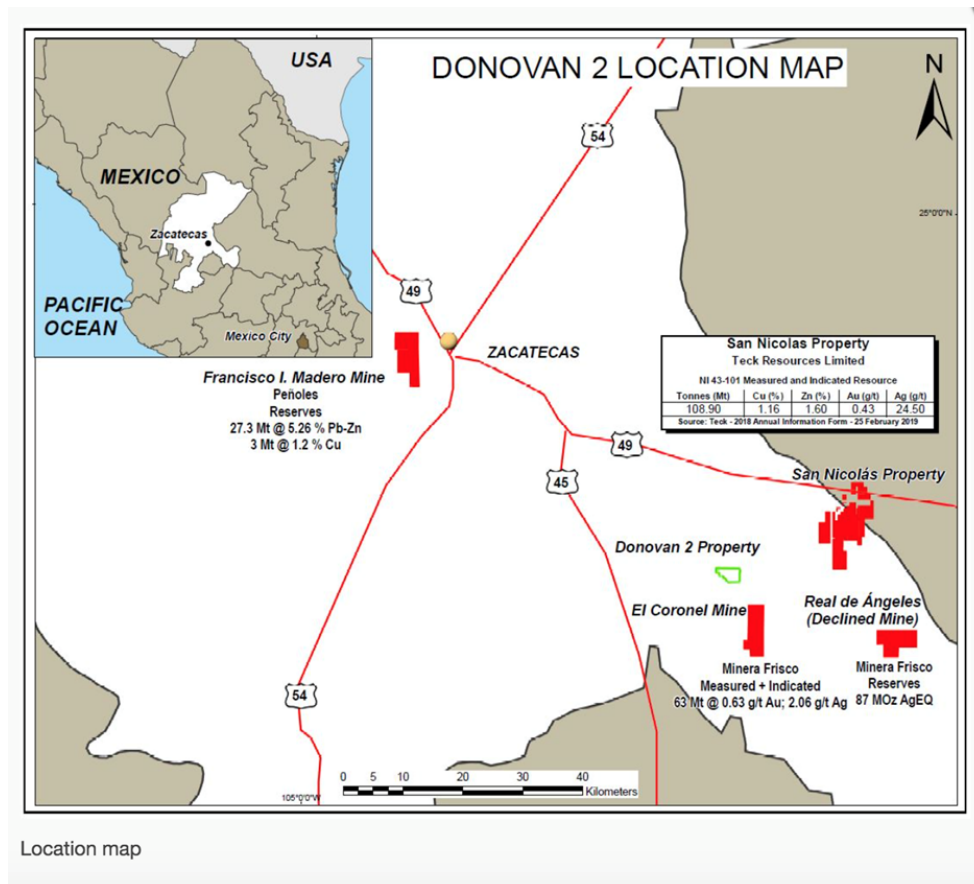 DONOVAN 2 LOCATION MAP
N
USA
MEXICO
Zacatecas
PACIFIC
OCEAN
Mexico City
54
25°0'0"N
49
ZACATECAS
Francisco I. Madero Mine
Peñoles
Reserves
27.3 Mt @ 5.26 % Pb-Zn
3 Mt @ 1.2 % Cu
San Nicolas Property
Teck Resources Limited
NI 43-101 Measured and Indicated Resource
Tonnes (Mt) Cu (%) Zn (%) Au (g/t) Ag (g/t)
108.90 1.16 1.60 0.43 24.50
Source: Teck - 2018 Annual Information Form - 25 February 2019
49
San Nicolás Property
45
Donovan 2 Property
El Coronel Mine
Minera Frisco
Measured + Indicated
63 Mt @ 0.63 g/t Au; 2.06 g/t Ag
Real de Ángeles
(Declined Mine)
Minera Frisco
Reserves
87 MOz AgEQ
54
0 5 10 20 30 40
Kilometers
105°0'0"W
Location map